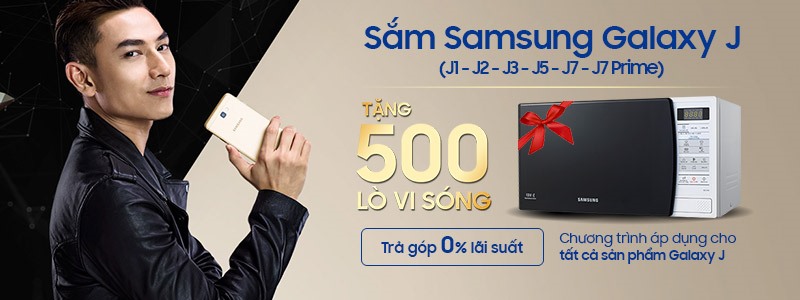 Sắm Samsung Galaxy J
(J1 - J2 - J3 - J5 - J7 - J7 Prime)
TẶNG
500
LÒ VI SÓNG
Trả góp 0% lãi suất
Chương trình áp dụng cho
tất cả sản phẩm Galaxy J
SAMSUNG
SAMSUNG